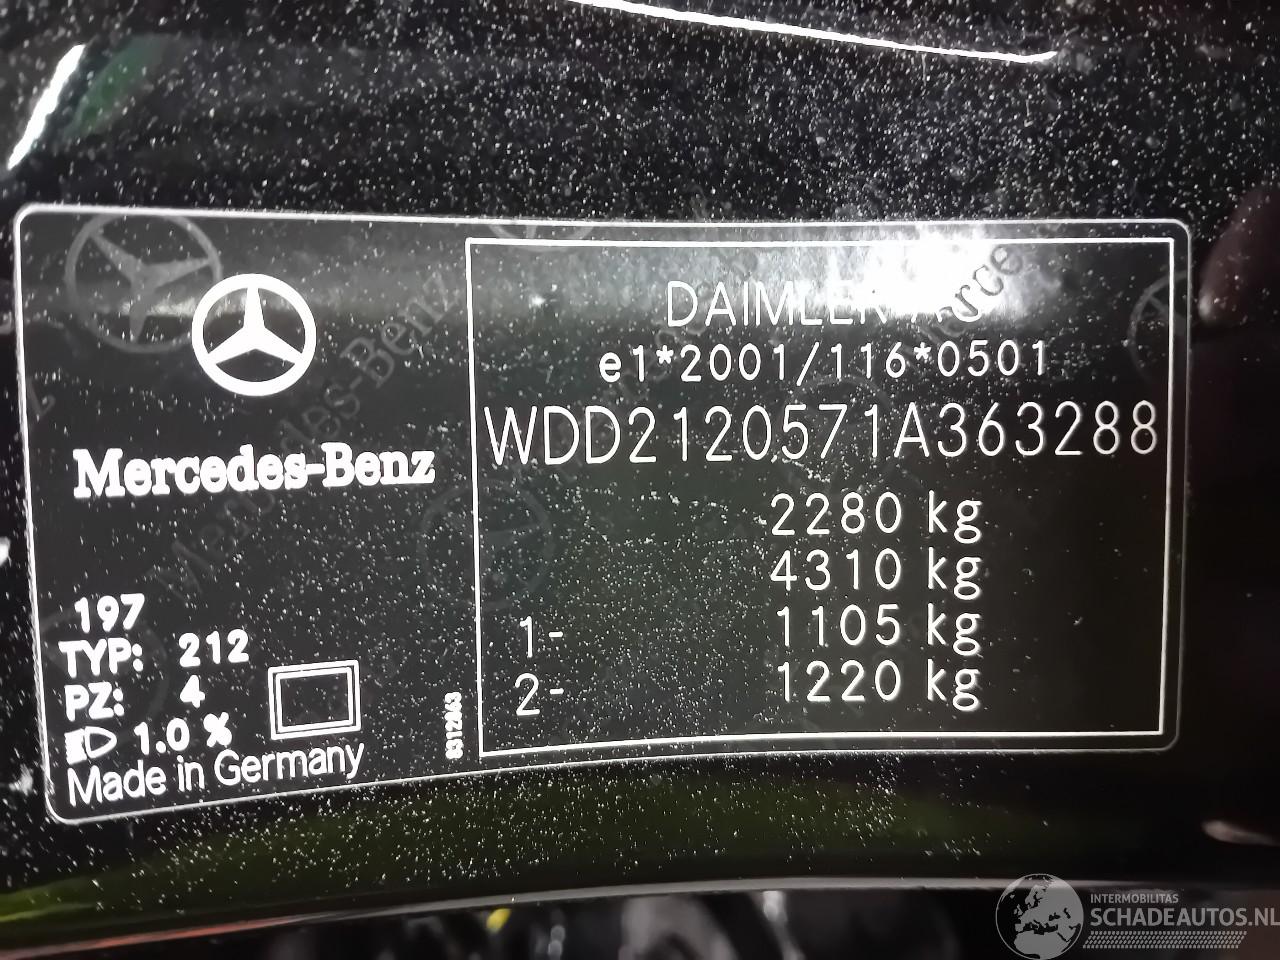 Mercedes-Benz
197
TYP: 212
PZ: 4
1.0 %
Made in Germany
DAIMLER AG
e1*2001/116*0501
WDD2120571A363288
2280 kg
4310 kg
1- 1105 kg
2- 1220 kg
INTERMOBILITAS
SCHADEAUTOS.NL